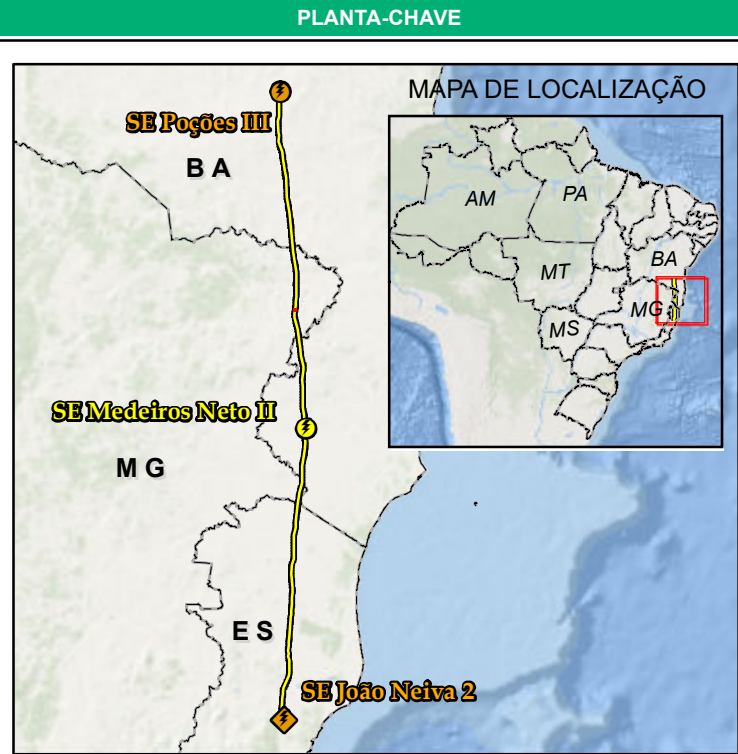 PLANTA-CHAVE
MAPA DE LOCALIZAÇÃO
SE Poções III
B A
AM
PA
BA
MT
MG
MS
SE Medeiros Neto II
M G
E S
SE João Neiva 2